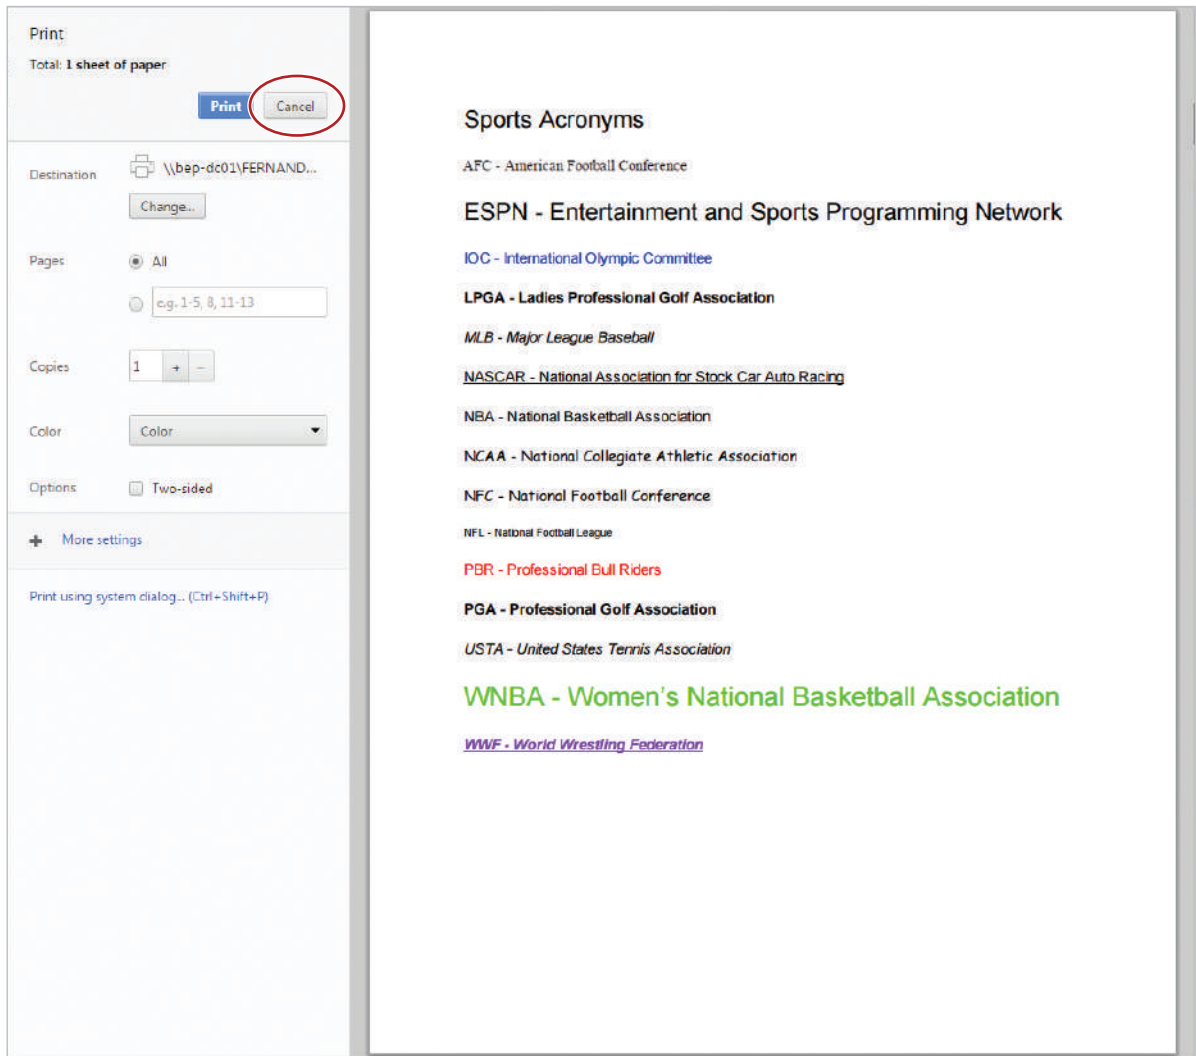 Print
Total: 1 sheet of paper
Print Cancel
Destination \\bep-dc01\FERNAND...
Change...
Pages All
e.g. 1-5, 8, 11-13
Copies 1 + -
Color Color
Options Two-sided
+ More settings
Print using system dialog... (Ctrl+Shift+P)
Sports Acronyms
AFC - American Football Conference
ESPN - Entertainment and Sports Programming Network
IOC - International Olympic Committee
LPGA - Ladies Professional Golf Association
MLB - Major League Baseball
NASCAR - National Association for Stock Car Auto Racing
NBA - National Basketball Association
NCAA - National Collegiate Athletic Association
NFC - National Football Conference
NFL - National Football League
PBR - Professional Bull Riders
PGA - Professional Golf Association
USTA - United States Tennis Association
WNBA - Women's National Basketball Association
WWF - World Wrestling Federation